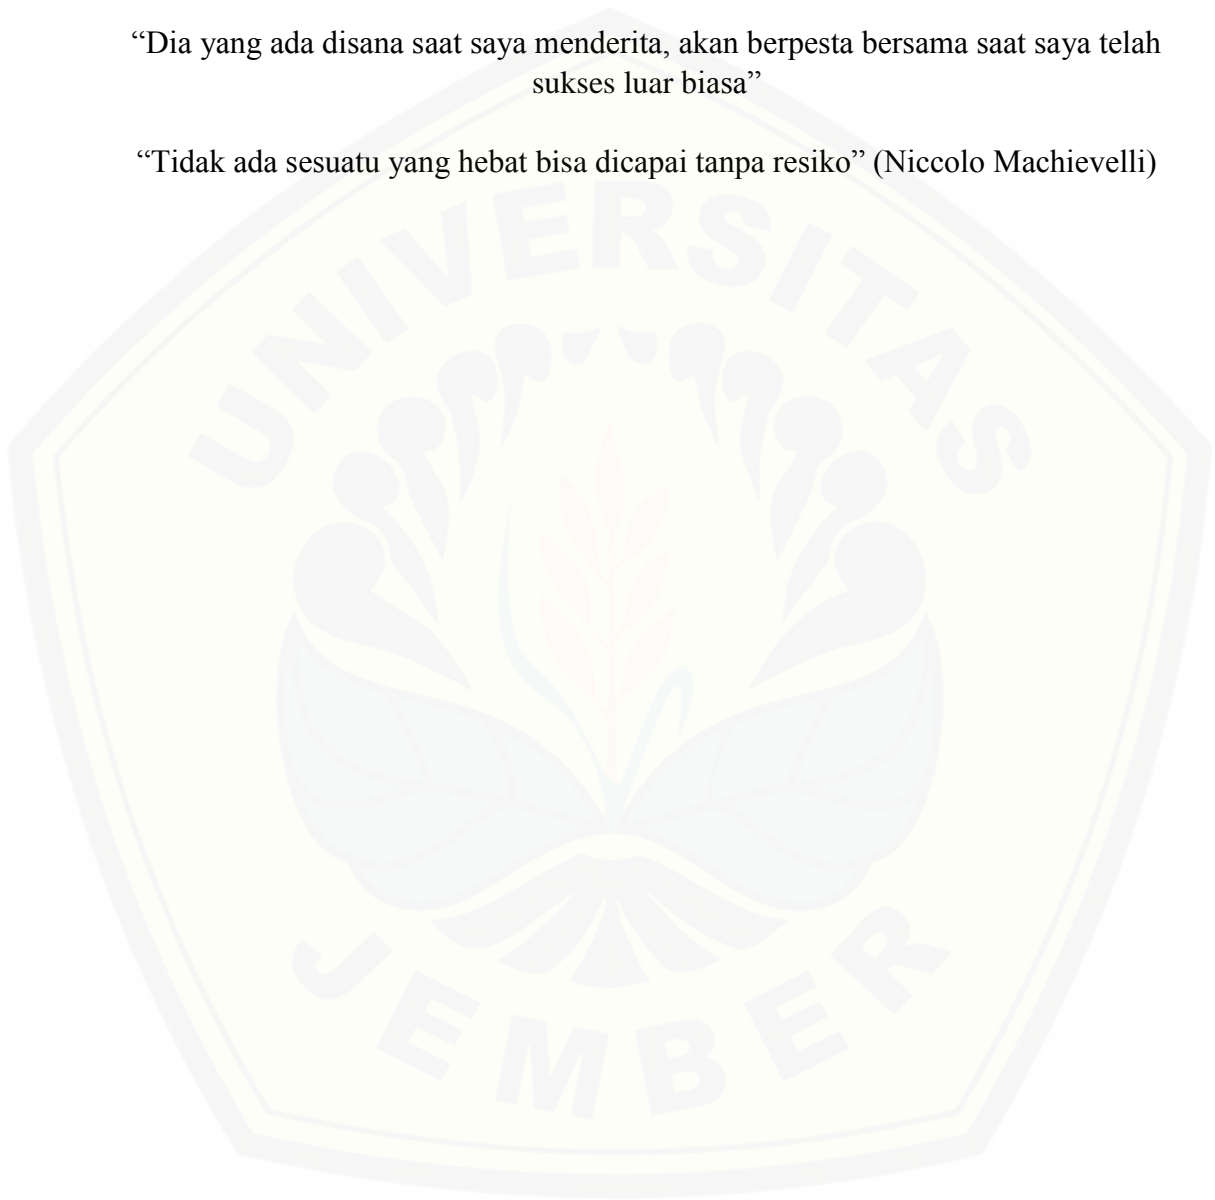 “Dia yang ada disana saat saya menderita, akan berpesta bersama saat saya telah
sukses luar biasa”
“Tidak ada sesuatu yang hebat bisa dicapai tanpa resiko” (Niccolo Machievelli)
UNIVERSITAS
JEMBER